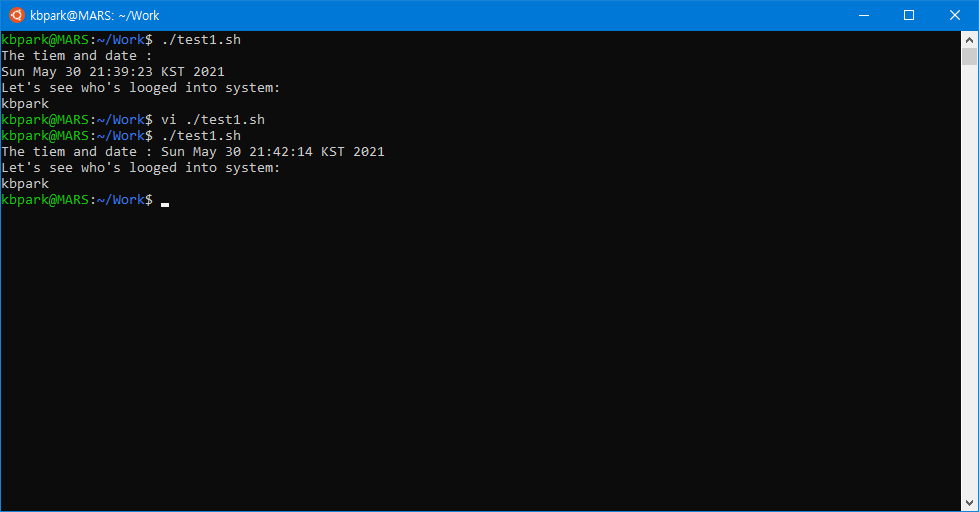 kbpark@MARS: ~/Work
kbpark@MARS:~/Work$ ./test1.sh
The tiem and date :
Sun May 30 21:39:23 KST 2021
Let's see who's looged into system:
kbpark
kbpark@MARS:~/Work$ vi ./test1.sh
kbpark@MARS:~/Work$ ./test1.sh
The tiem and date : Sun May 30 21:42:14 KST 2021
Let's see who's looged into system:
kbpark
kbpark@MARS:~/Work$